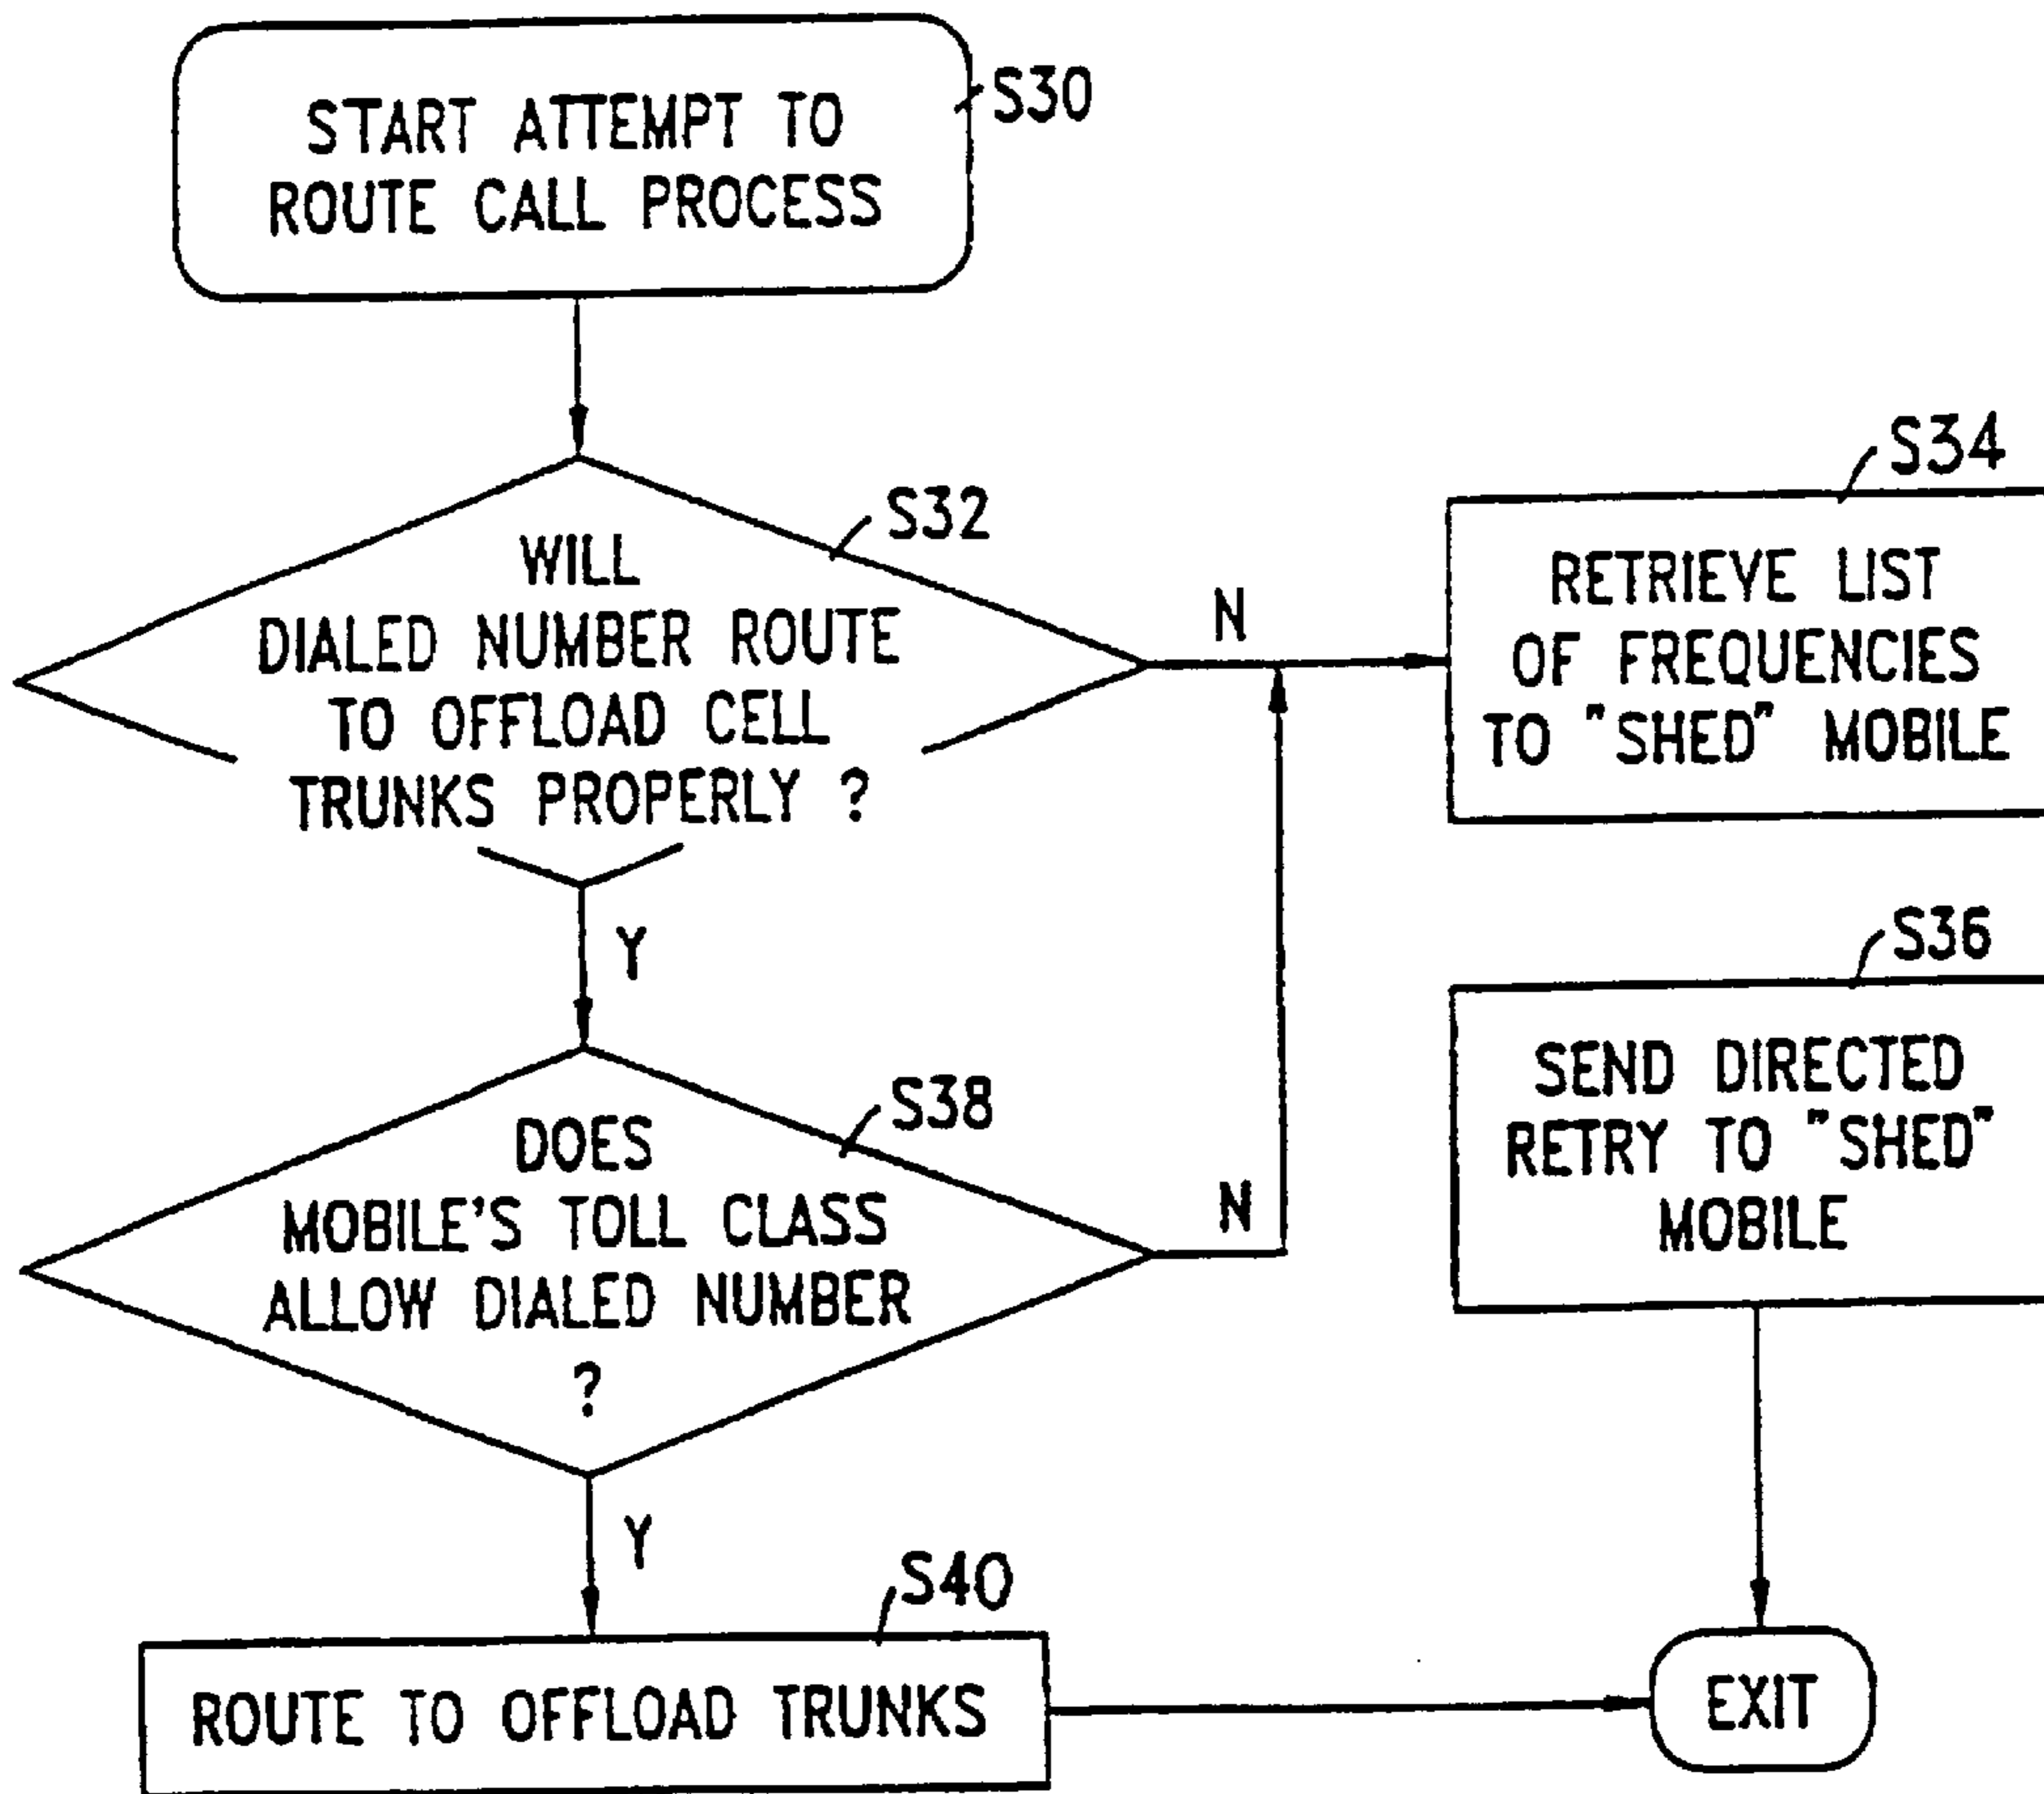 S30
START ATTEMPT TO
ROUTE CALL PROCESS
S32
WILL
DIALED NUMBER ROUTE
TO OFFLOAD CELL
TRUNKS PROPERLY ?
N
Y
S34
RETRIEVE LIST
OF FREQUENCIES
TO "SHED" MOBILE
S36
SEND DIRECTED
RETRY TO "SHED"
MOBILE
S38
DOES
MOBILE'S TOLL CLASS
ALLOW DIALED NUMBER
?
N
Y
S40
ROUTE TO OFFLOAD TRUNKS
EXIT